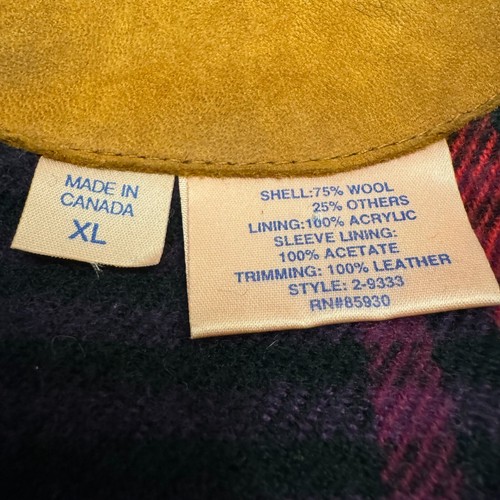 MADE IN
CANADA
XL
SHELL:75% WOOL
25% OTHERS
LINING:100% ACRYLIC
SLEEVE LINING:
100% ACETATE
TRIMMING: 100% LEATHER
STYLE: 2-9333
RN#85930